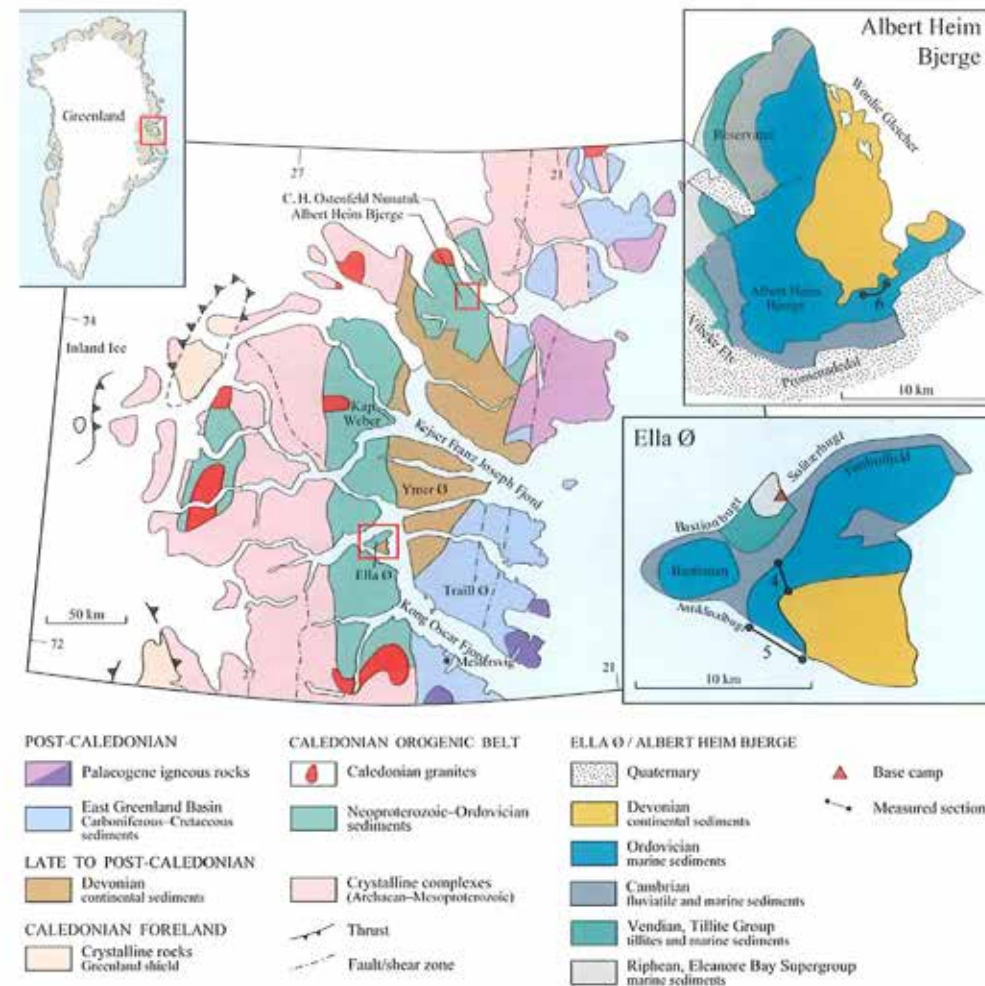 Greenland
Albert Heim
Bjerge
Wordie Gletscher
Albert Heim
Bjerge
6
Promenadedal
10 km
27
21
C. H. Ostenfeld Nunatak
Albert Heim Bjerge
74
Inland Ice
Kap
Weber
Kejser Franz Joseph Fjord
Ymer Ø
Ella Ø
Traill Ø
50 km
Kong Oscar Fjord
72
27
21
Ella Ø
Solitærbugt
Bastionbugt
4
5
10 km
POST-CALEDONIAN
Palaeogene igneous rocks
East Greenland Basin
Carboniferous–Cretaceous
sediments
LATE TO POST-CALEDONIAN
Devonian
continental sediments
CALEDONIAN FORELAND
Crystalline rocks
Greenland shield
CALEDONIAN OROGENIC BELT
Caledonian granites
Neoproterozoic–Ordovician
sediments
Crystalline complexes
(Archaean–Mesoproterozoic)
Thrust
Fault/shear zone
ELLA Ø / ALBERT HEIM BJERGE
Quaternary
Devonian
continental sediments
Ordovician
marine sediments
Cambrian
fluviatile and marine sediments
Vendian, Tillite Group
tillites and marine sediments
Riphean, Eleanore Bay Supergroup
marine sediments
Base camp
Measured section